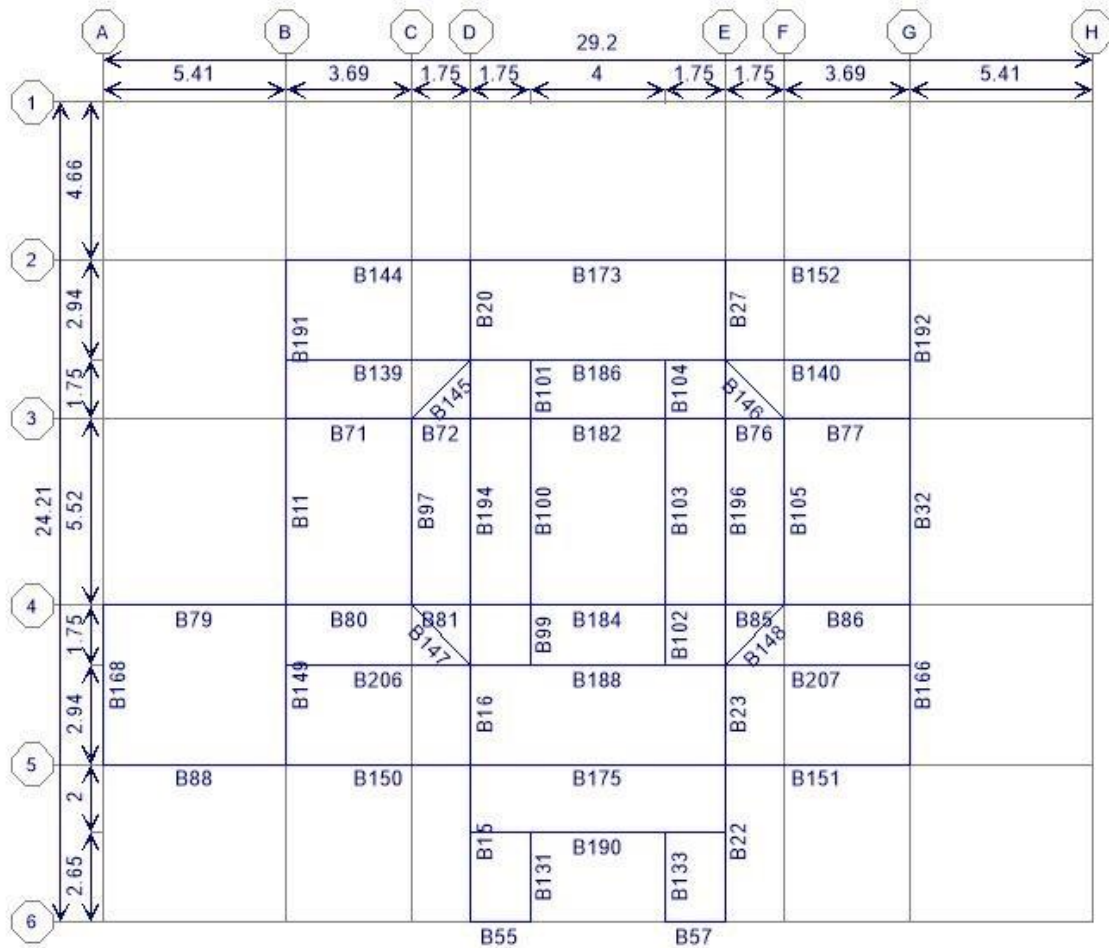 A B C D E F G H
29.2
5.41 3.69 1.75 1.75 4 1.75 1.75 3.69 5.41
1
4.66
2
B144 B20 B173 B27 B152
2.94
B191 B192
B139 B145 B101 B186 B104 B146 B140
1.75
3
B71 B72 B182 B76 B77
24.21
5.52
B11 B97 B194 B100 B103 B196 B105 B32
4
B79 B80 B81 B99 B184 B102 B85 B86
1.75
B147 B148
B168 B149 B206 B16 B188 B23 B207 B166
2.94
5
B88 B150 B175 B151
2
B15 B22
B131 B190 B133
2.65
6
B55 B57